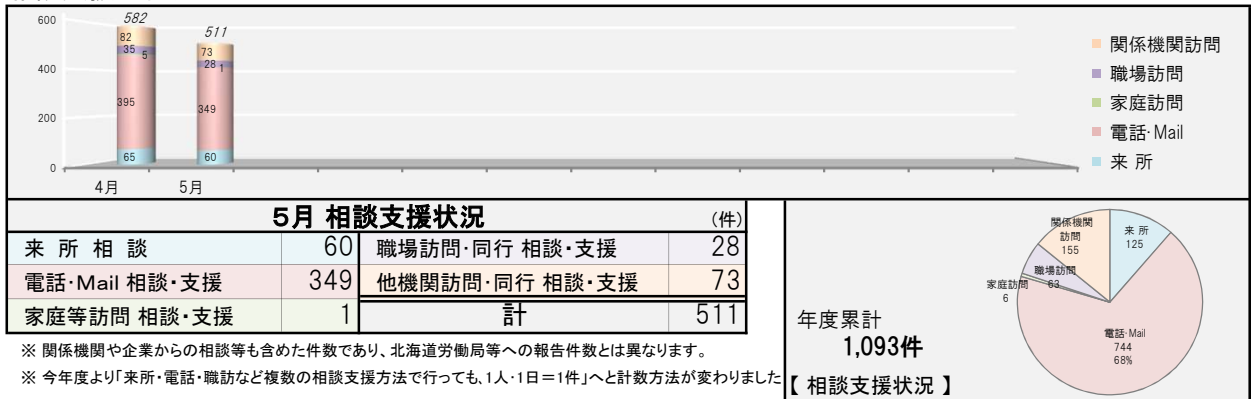 600
400
200
0
582
82
35
5
395
65
511
73
28
1
349
60
4月
5月
関係機関訪問
職場訪問
家庭訪問
電話･Mail
来 所
5月 相談支援状況 (件)
来 所 相 談 60 職場訪問･同行 相談・支援 28
電話･Mail 相談・支援 349 他機関訪問･同行 相談・支援 73
家庭等訪問 相談・支援 1 計 511
※ 関係機関や企業からの相談等も含めた件数であり、北海道労働局等への報告件数とは異なります。
※ 今年度より「来所・電話・職訪など複数の相談支援方法で行っても、1人･1日＝1件」へと計数方法が変わりました
年度累計
1,093件
【 相談支援状況 】
関係機関
訪問
155
来 所
125
職場訪問
63
家庭訪問
6
電話･Mail
744
68%